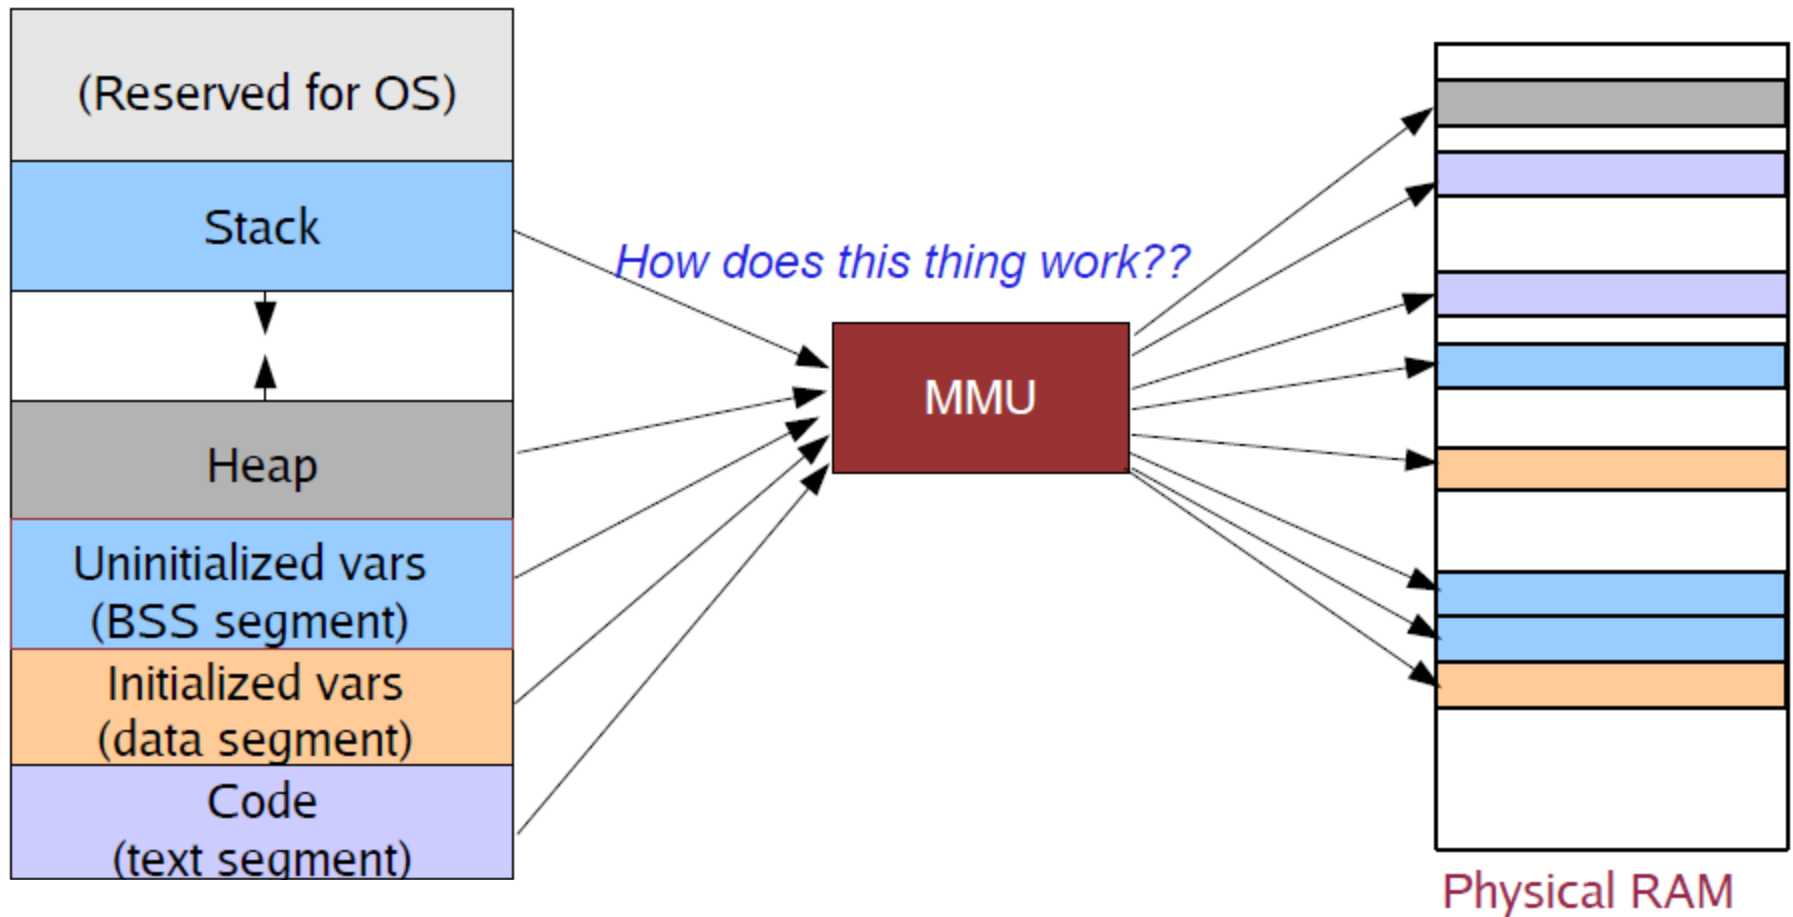 (Reserved for OS)
Stack
How does this thing work??
MMU
Heap
Uninitialized vars
(BSS segment)
Initialized vars
(data segment)
Code
(text segment)
Physical RAM